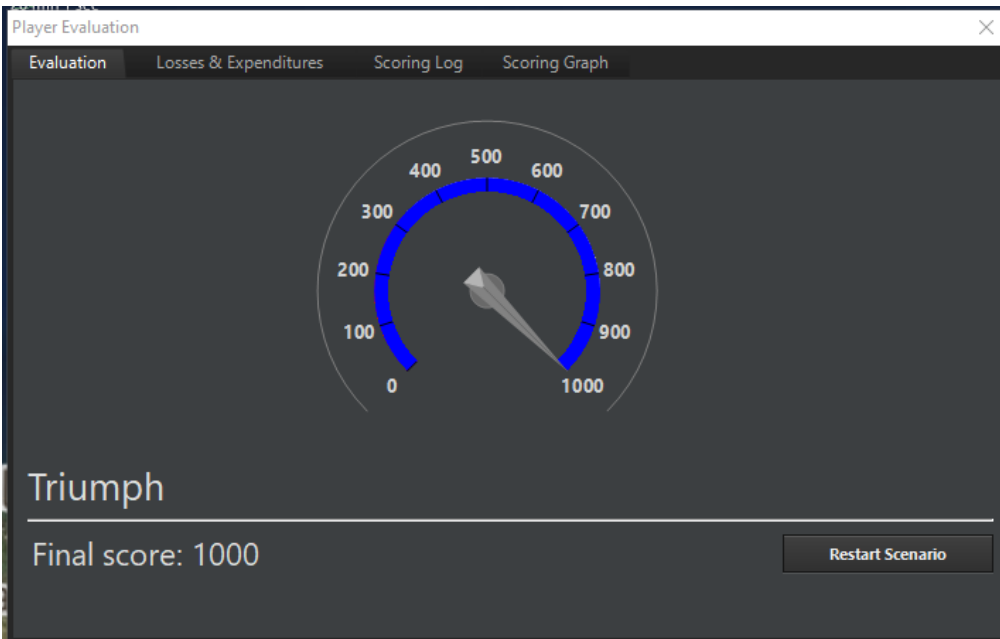 Player Evaluation
Evaluation Losses & Expenditures Scoring Log Scoring Graph
500
400 600
300 700
200 800
100 900
0 1000
Triumph
Final score: 1000 Restart Scenario